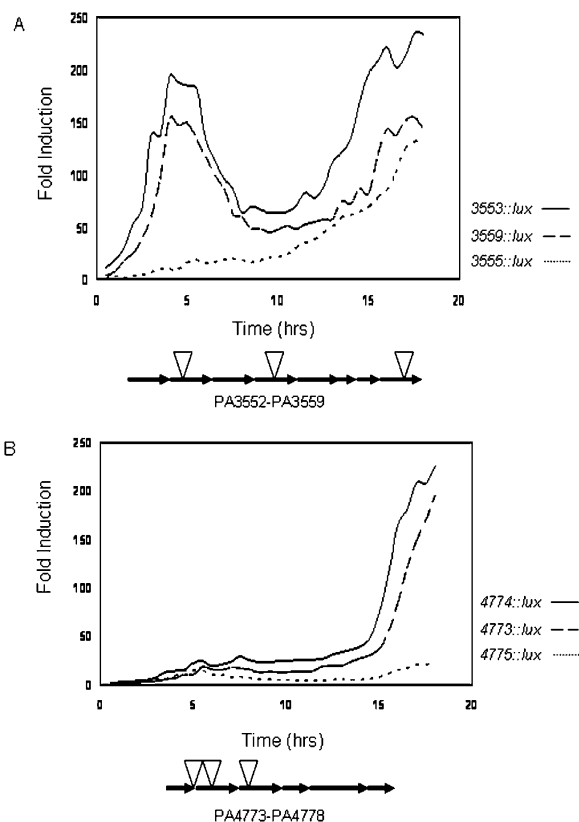 A
250
200
150
100
50
0
Fold Induction
0
5
10
15
20
Time (hrs)
3553::lux
3559::lux
3555::lux
PA3552-PA3559
B
250
200
150
100
50
0
Fold Induction
0
5
10
15
20
Time (hrs)
4774::lux
4773::lux
4775::lux
PA4773-PA4778